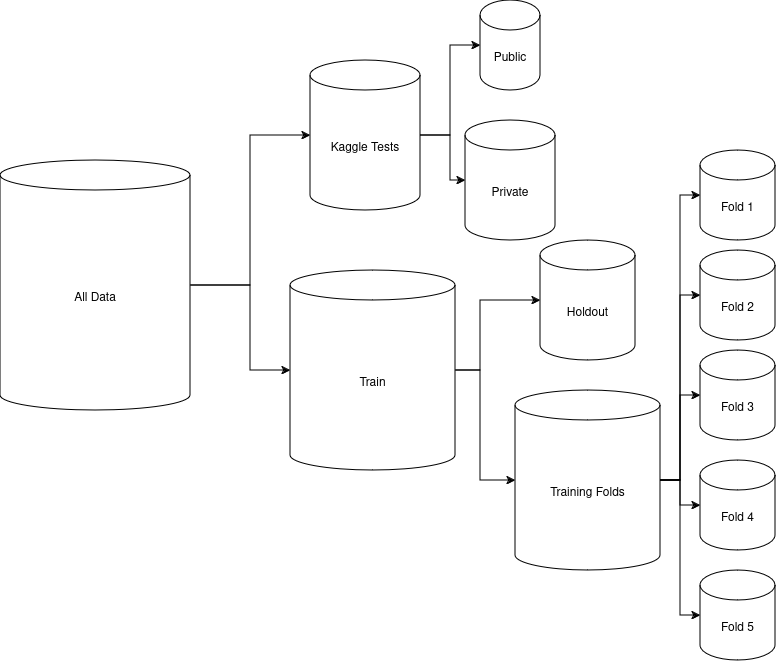 Public
Kaggle Tests
Private
Fold 1
All Data
Fold 2
Holdout
Train
Fold 3
Training Folds
Fold 4
Fold 5